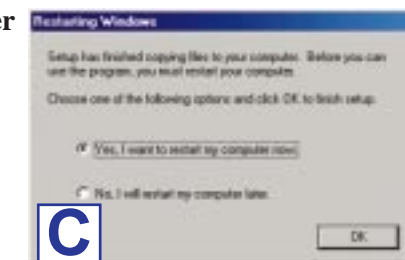 er
Restarting Windows
Setup has finished copying files to your computer. Before you can
use the program, you must restart your computer.
Choose one of the following options and click OK to finish setup.
Yes, I want to restart my computer now.
No, I will restart my computer later.
C
OK